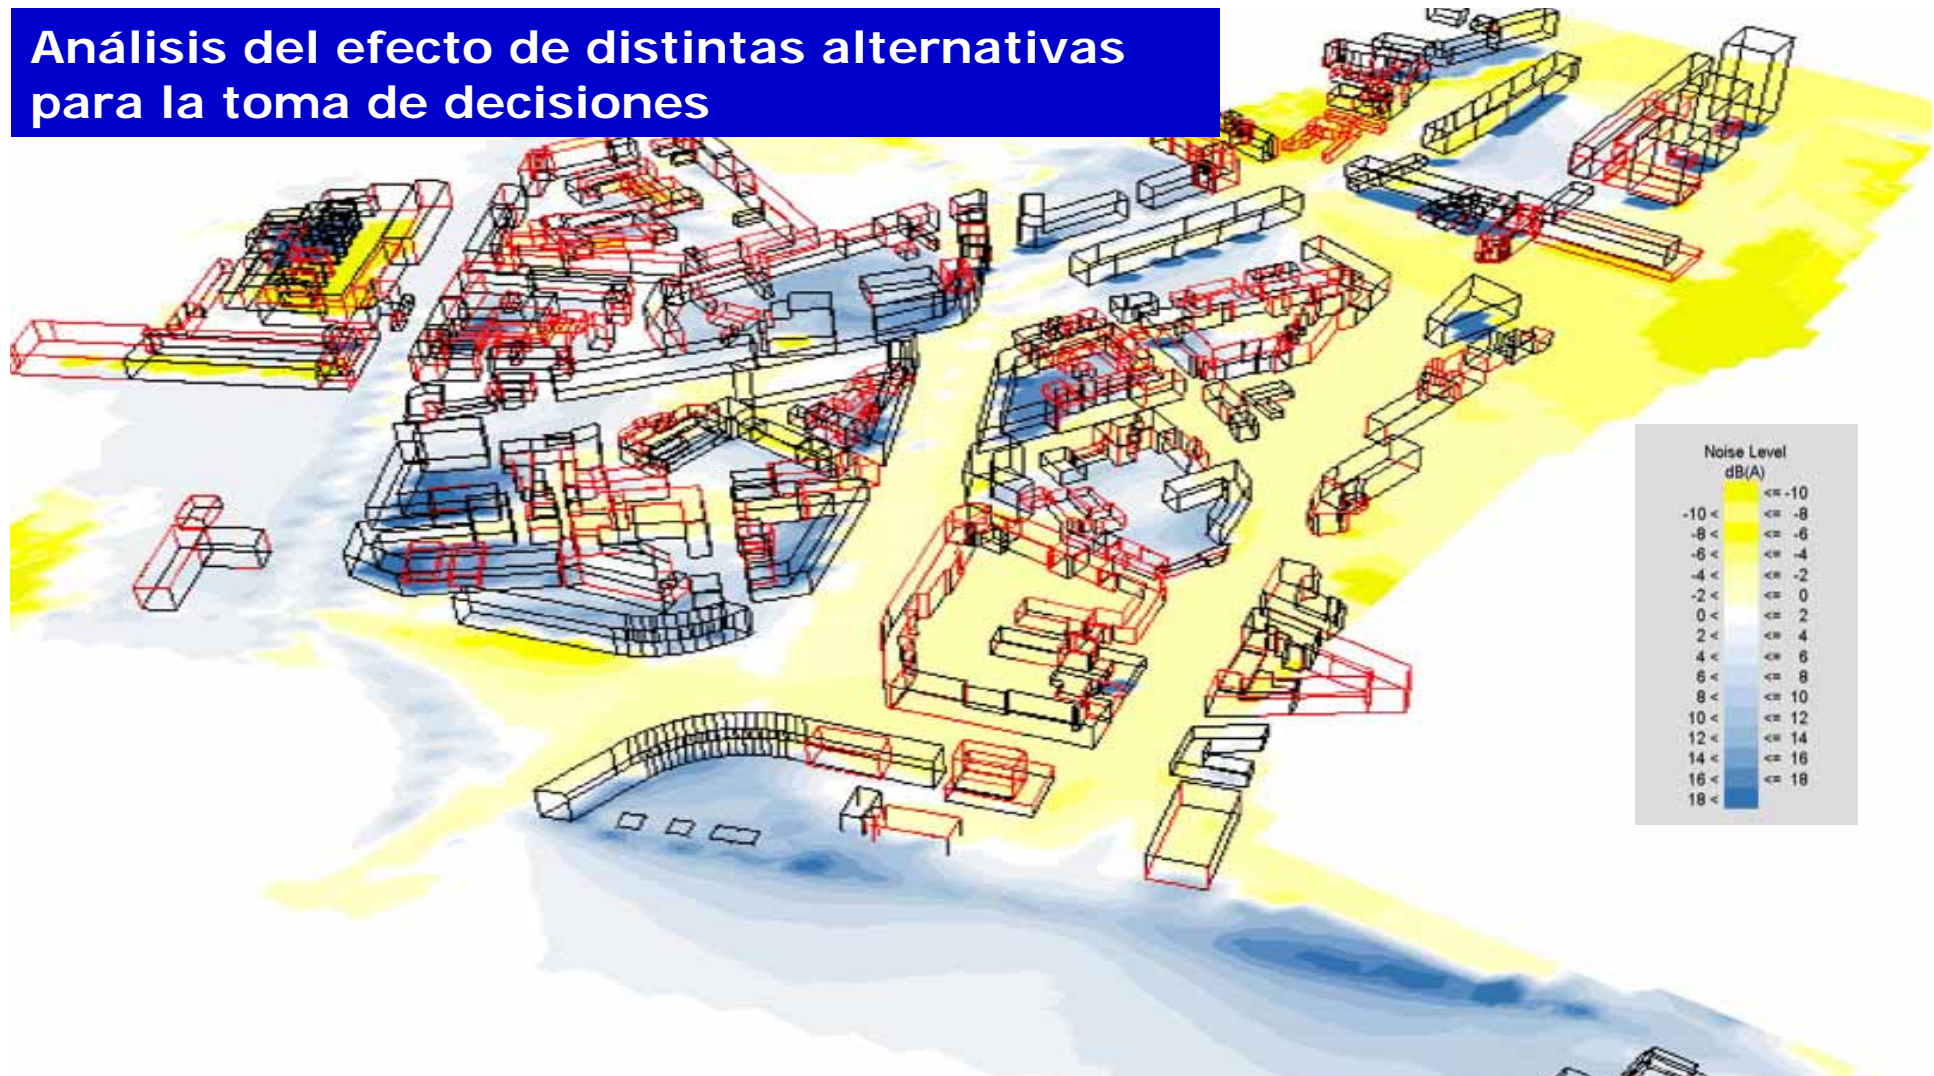 Análisis del efecto de distintas alternativas
para la toma de decisiones
Noise Level
dB(A)
<= -10
-10 < <= -8
-8 < <= -6
-6 < <= -4
-4 < <= -2
-2 < <= 0
0 < <= 2
2 < <= 4
4 < <= 6
6 < <= 8
8 < <= 10
10 < <= 12
12 < <= 14
14 < <= 16
16 < <= 18
18 <